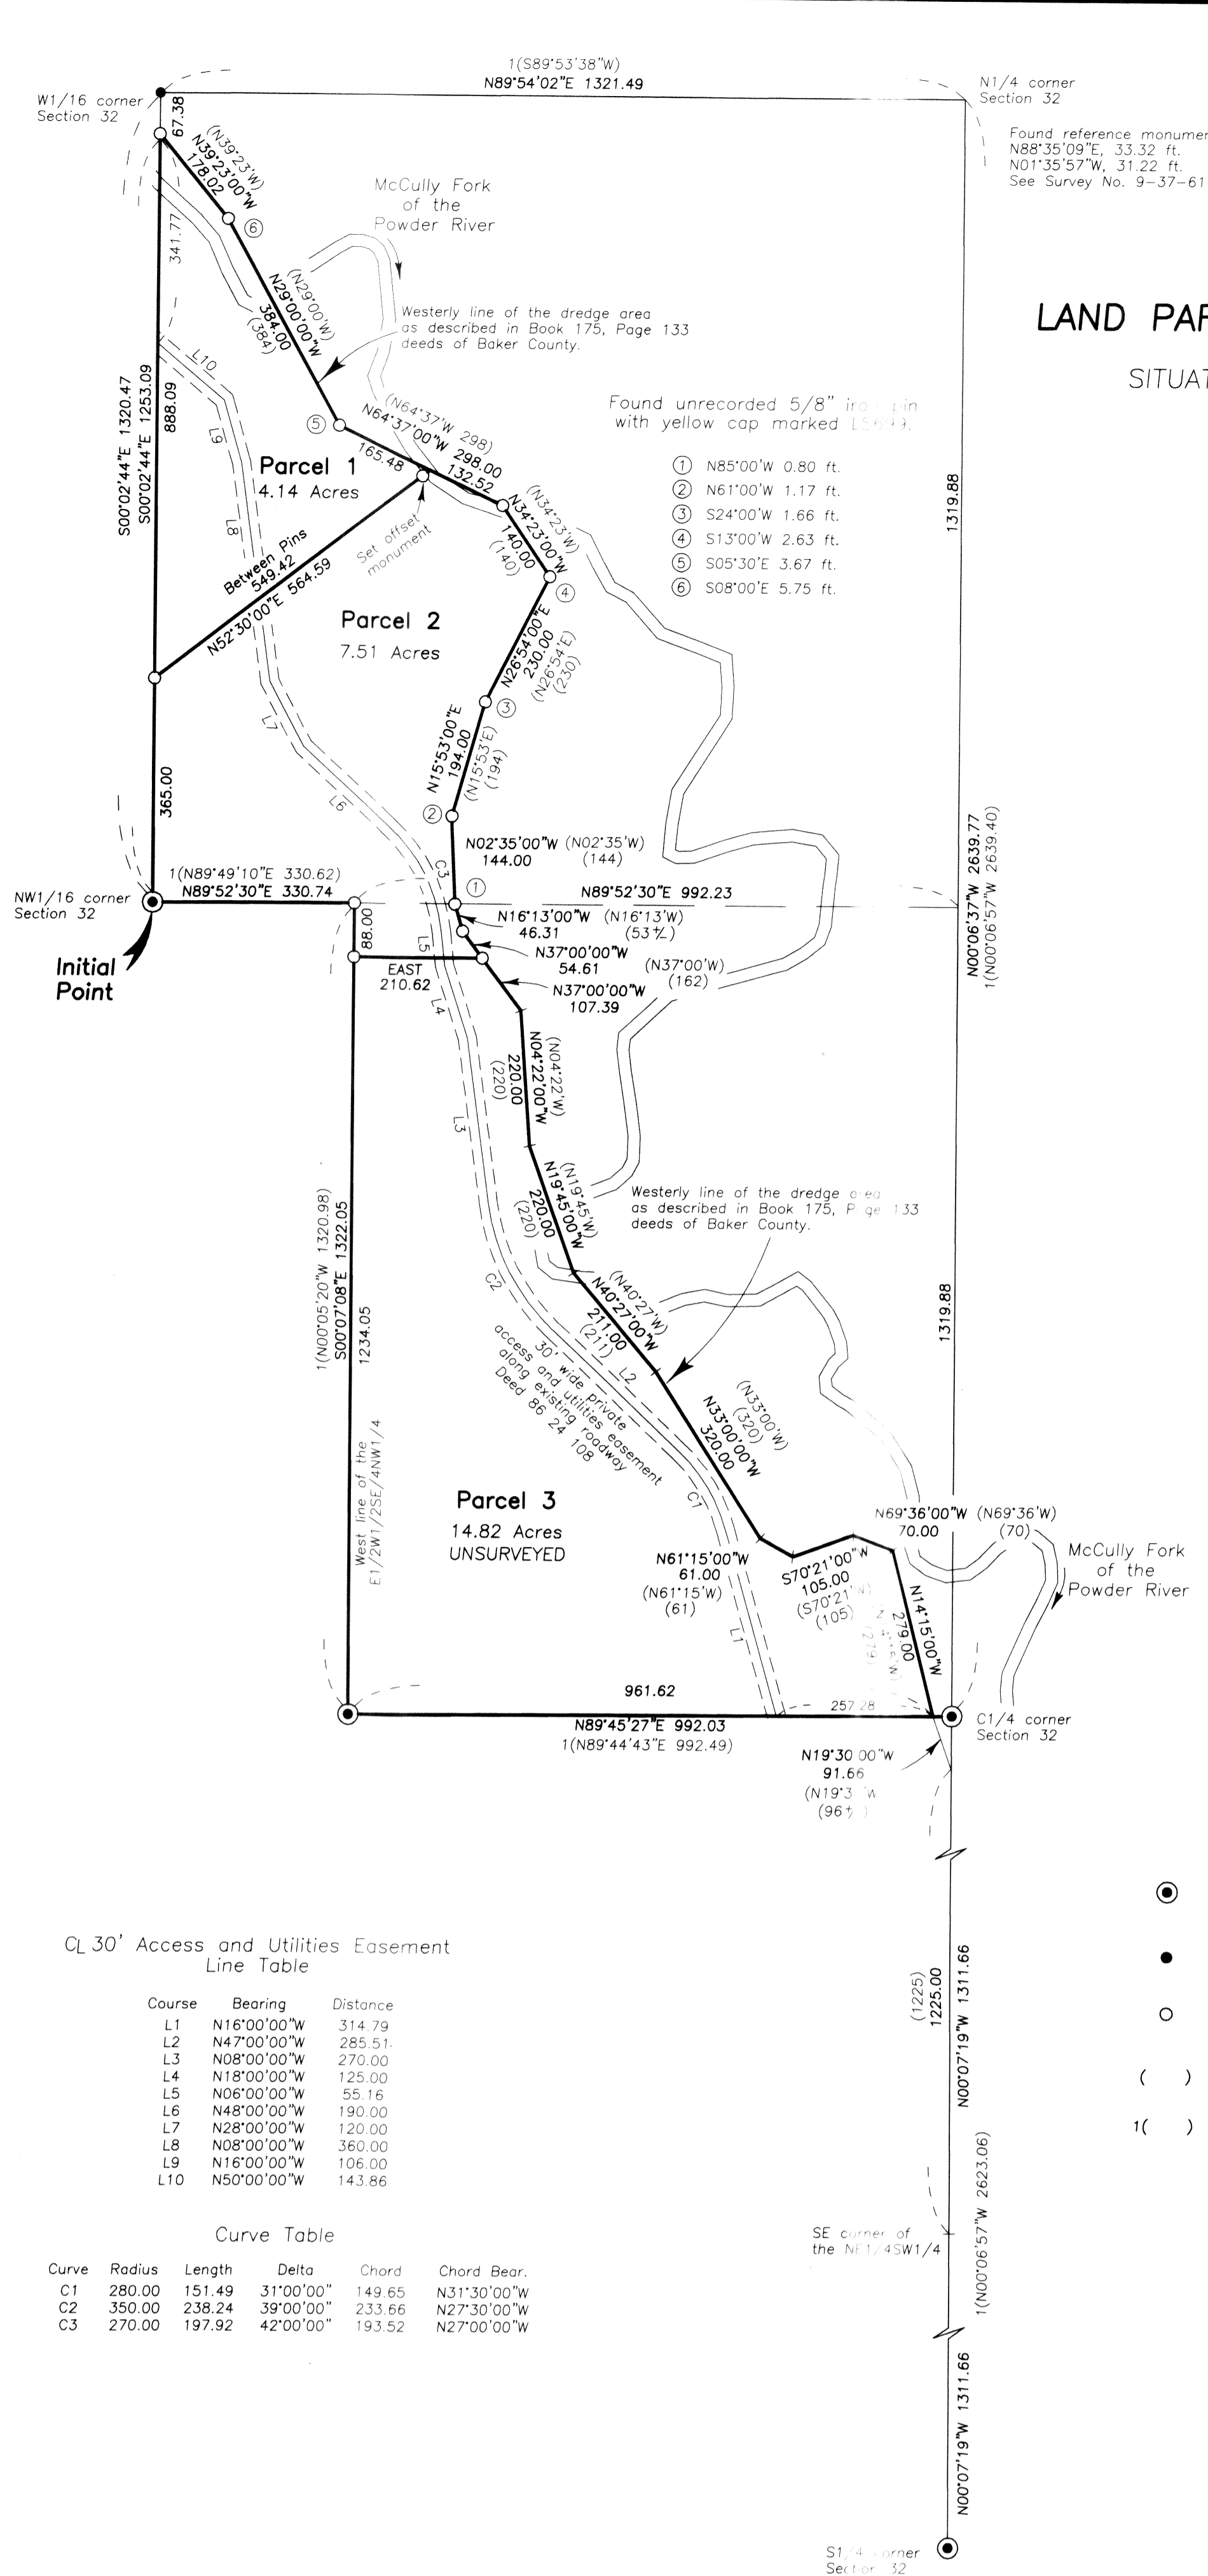 1(S89°53'38"W)
N89°54'02"E 1321.49
W1/16 corner
Section 32
N1/4 corner
Section 32
67.38
Found reference monumen
N88°35'09"E, 33.32 ft.
N01°35'57"W, 31.22 ft.
See Survey No. 9-37-61
(N39°23'W)
N39°23'00"W
178.02
⑥
341.77
McCully Fork
of the
Powder River
(N29°00'W)
N29°00'00"W
384.00
(384)
Westerly line of the dredge area
as described in Book 175, Page 133
deeds of Baker County.
LAND PAR
SITUAT
L10
L9
L8
S00°02'44"E 1320.47
S00°02'44"E 1253.09
888.09
⑤
(N64°37'W 298)
N64°37'00"W 298.00
165.48
132.52
Found unrecorded 5/8" iron pin
with yellow cap marked LS699.
① N85°00'W 0.80 ft.
② N61°00'W 1.17 ft.
③ S24°00'W 1.66 ft.
④ S13°00'W 2.63 ft.
⑤ S05°30'E 3.67 ft.
⑥ S08°00'E 5.75 ft.
Parcel 1
4.14 Acres
1319.88
(N34°23'W)
N34°23'00"W
140.00
(140)
Set offset
monument
④
Between Pins
549.42
N52°30'00"E 564.59
Parcel 2
7.51 Acres
N26°54'00"E
230.00
(N26°54'E)
(230)
③
L7
N15°53'00"E
194.00
(N15°53'E)
(194)
L6
②
365.00
N02°35'00"W (N02°35'W)
144.00 (144)
C3
①
1(N89°49'10"E 330.62)
N89°52'30"E 330.74
N89°52'30"E 992.23
NW1/16 corner
Section 32
Initial
Point
N00°06'37"W 2639.77
1(N00°06'57"W 2639.40)
88.00
L5
N16°13'00"W (N16°13'W)
46.31 (53±)
N37°00'00"W
54.61
(N37°00'W)
(162)
N37°00'00"W
107.39
EAST
210.62
L4
(N04°22'W)
N04°22'00"W
220.00
(220)
L3
(N19°45'W)
N19°45'00"W
220.00
(220)
Westerly line of the dredge area
as described in Book 175, Page 133
deeds of Baker County.
1(N00°05'20"W 1320.98)
S00°07'08"E 1322.05
1234.05
1319.88
C2
(N40°27'W)
N40°27'00"W
211.00
(211)
L2
30' wide private
access and utilities easement
along existing roadway
Deed 86 24 108
(N33°00'W)
(320)
N33°00'00"W
320.00
West line of the
E1/2W1/2SE/4NW1/4
C1
Parcel 3
14.82 Acres
UNSURVEYED
N69°36'00"W (N69°36'W)
70.00 (70)
McCully Fork
of the
Powder River
N61°15'00"W
61.00
(N61°15'W)
(61)
S70°21'00"W
105.00
(S70°21'W)
(105)
N14°15'00"W
279.00
(279)
L1
961.62
257.28
N89°45'27"E 992.03
1(N89°44'43"E 992.49)
C1/4 corner
Section 32
N19°30'00"W
91.66
(N19°3 'W
(96±)
CL 30' Access and Utilities Easement
Line Table
Course Bearing Distance
L1 N16°00'00"W 314.79
L2 N47°00'00"W 285.51
L3 N08°00'00"W 270.00
L4 N18°00'00"W 125.00
L5 N06°00'00"W 55.16
L6 N48°00'00"W 190.00
L7 N28°00'00"W 120.00
L8 N08°00'00"W 360.00
L9 N16°00'00"W 106.00
L10 N50°00'00"W 143.86
Curve Table
Curve Radius Length Delta Chord Chord Bear.
C1 280.00 151.49 31°00'00" 149.65 N31°30'00"W
C2 350.00 238.24 39°00'00" 233.66 N27°30'00"W
C3 270.00 197.92 42°00'00" 193.52 N27°00'00"W
(1225)
1225.00
N00°07'19"W 1311.66
( )
1( )
SE corner of
the NE1/4SW1/4
1(N00°06'57"W 2623.06)
N00°07'19"W 1311.66
S1/4 corner
Section 32